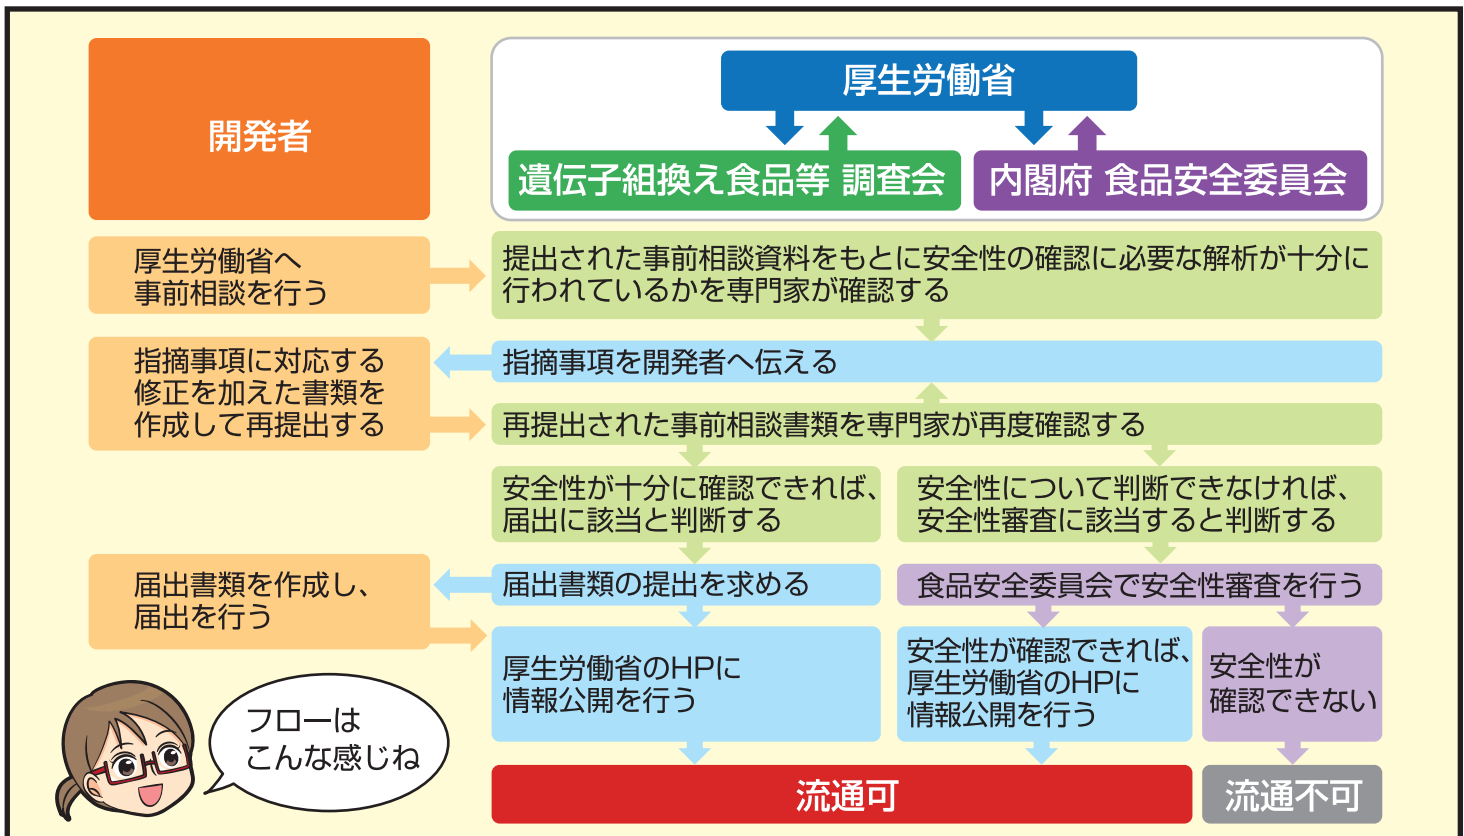 開発者
厚生労働省
遺伝子組換え食品等 調査会
内閣府 食品安全委員会
厚生労働省へ
事前相談を行う
提出された事前相談資料をもとに安全性の確認に必要な解析が十分に
行われているかを専門家が確認する
指摘事項を開発者へ伝える
指摘事項に対応する
修正を加えた書類を
作成して再提出する
再提出された事前相談書類を専門家が再度確認する
安全性が十分に確認できれば、
届出に該当と判断する
安全性について判断できなければ、
安全性審査に該当すると判断する
届出書類の提出を求める
食品安全委員会で安全性審査を行う
届出書類を作成し、
届出を行う
厚生労働省のHPに
情報公開を行う
安全性が確認できれば、
厚生労働省のHPに
情報公開を行う
安全性が
確認できない
フローは
こんな感じね
流通可
流通不可